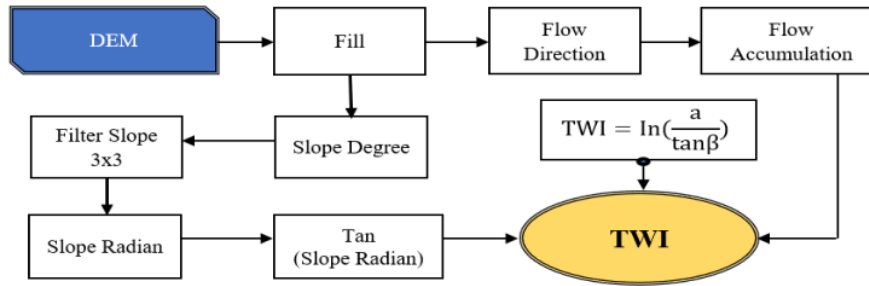 DEM
Fill
Flow
Direction
Flow
Accumulation
Filter Slope
3x3
Slope Degree
TWI = In(a/tanβ)
Slope Radian
Tan
(Slope Radian)
TWI